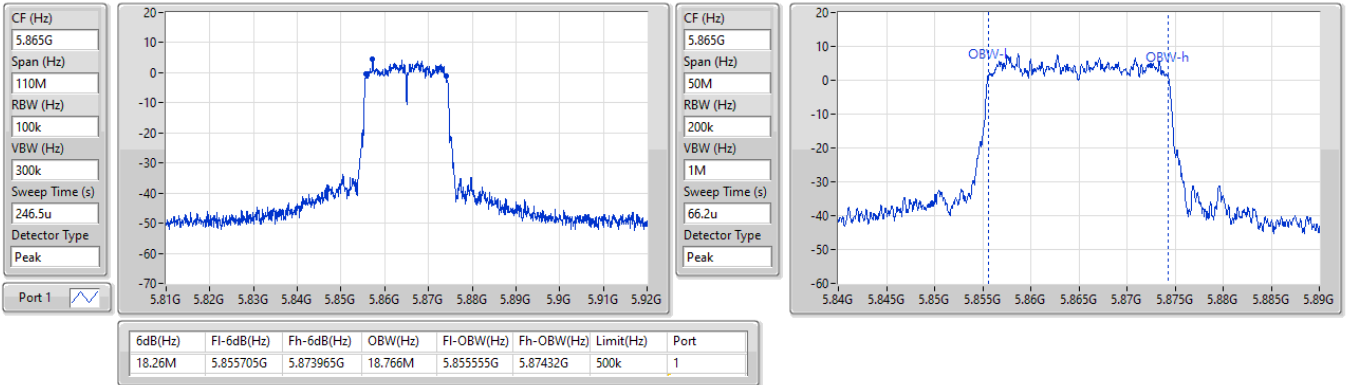 CF (Hz)
5.865G
Span (Hz)
110M
RBW (Hz)
100k
VBW (Hz)
300k
Sweep Time (s)
246.5u
Detector Type
Peak
Port 1
20
10
0
-10
-20
-30
-40
-50
-60
-70
5.81G 5.82G 5.83G 5.84G 5.85G 5.86G 5.87G 5.88G 5.89G 5.9G 5.91G 5.92G
CF (Hz)
5.865G
Span (Hz)
50M
RBW (Hz)
200k
VBW (Hz)
1M
Sweep Time (s)
66.2u
Detector Type
Peak
20
10
0
-10
-20
-30
-40
-50
-60
OBW-l OBW-h
5.84G 5.845G 5.85G 5.855G 5.86G 5.865G 5.87G 5.875G 5.88G 5.885G 5.89G
6dB(Hz) Fl-6dB(Hz) Fh-6dB(Hz) OBW(Hz) Fl-OBW(Hz) Fh-OBW(Hz) Limit(Hz) Port
18.26M 5.855705G 5.873965G 18.766M 5.855555G 5.87432G 500k 1